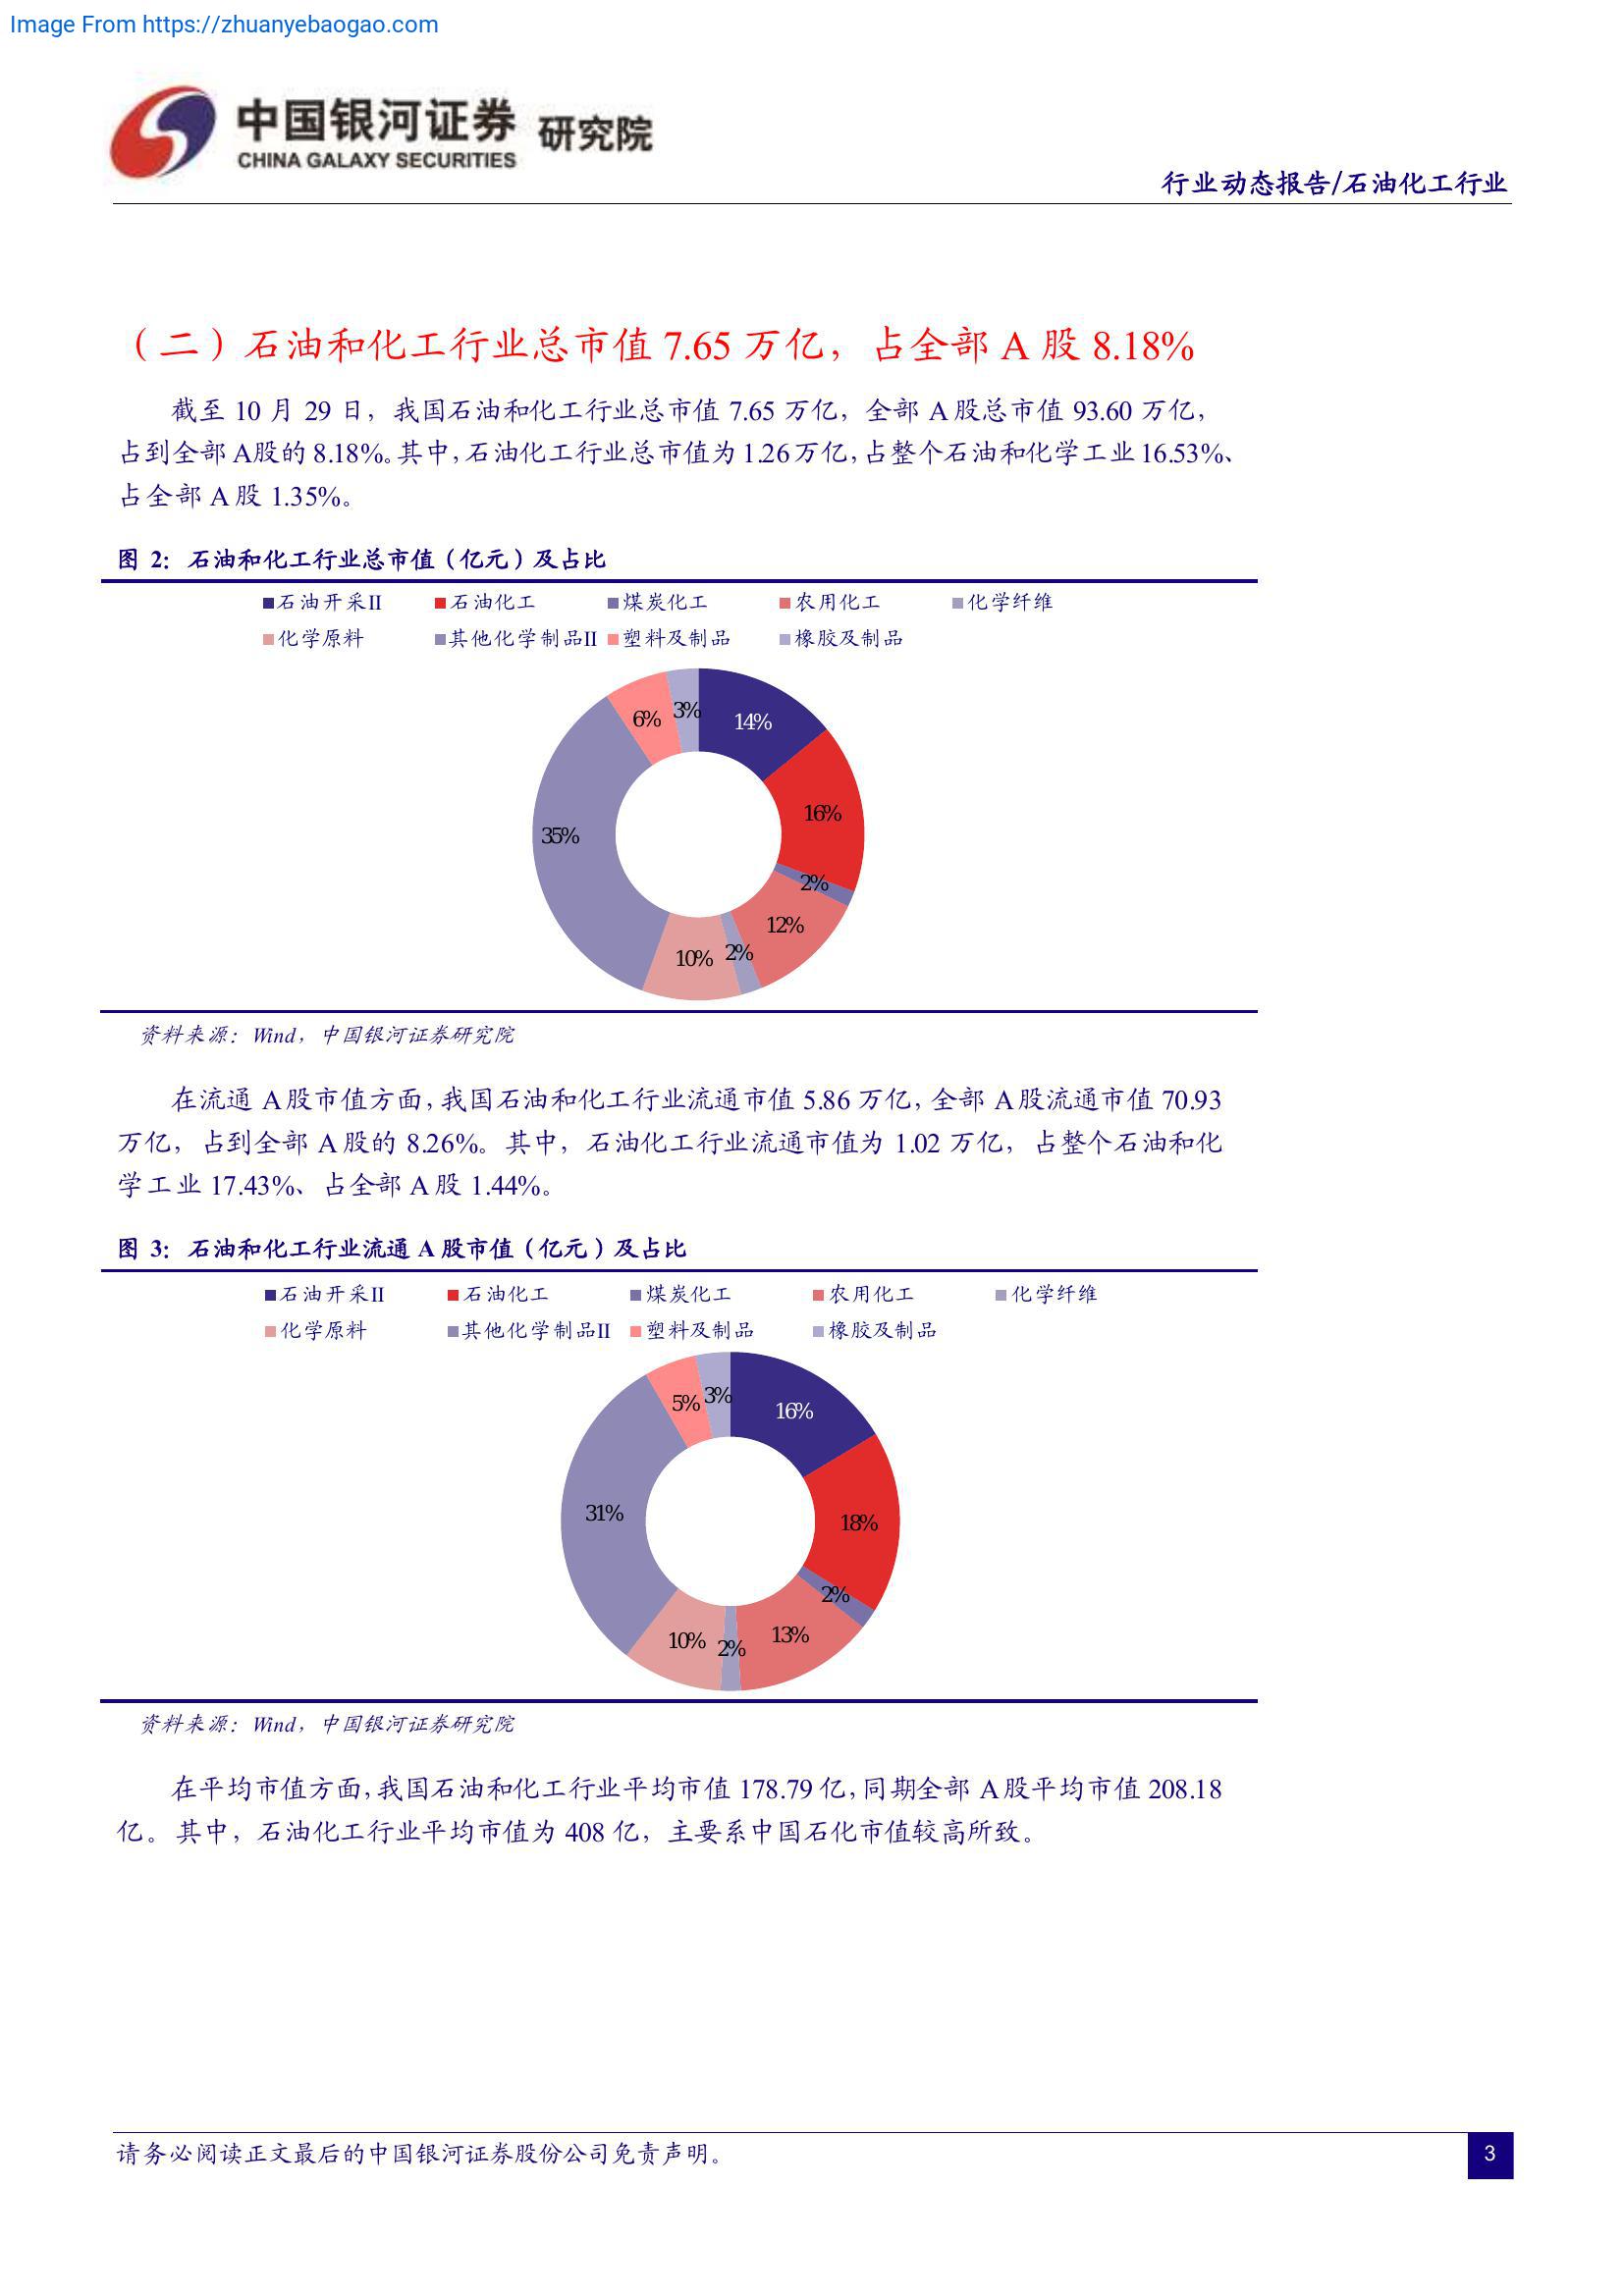 Image From https://zhuanyebaogao.com
中国银河证券 研究院
CHINA GALAXY SECURITIES
行业动态报告/石油化工行业
（二）石油和化工行业总市值 7.65 万亿，占全部 A 股 8.18%
截至 10 月 29 日，我国石油和化工行业总市值 7.65 万亿，全部 A 股总市值 93.60 万亿，
占到全部 A股的 8.18%。其中，石油化工行业总市值为 1.26 万亿，占整个石油和化学工业 16.53%、
占全部 A 股 1.35%。
图 2：石油和化工行业总市值（亿元）及占比
石油开采II 石油化工 煤炭化工 农用化工 化学纤维
化学原料 其他化学制品II 塑料及制品 橡胶及制品
6% 3% 14%
35% 16%
2%
12%
10% 2%
资料来源：Wind，中国银河证券研究院
在流通 A 股市值方面，我国石油和化工行业流通市值 5.86 万亿，全部 A 股流通市值 70.93
万亿，占到全部 A 股的 8.26%。其中，石油化工行业流通市值为 1.02 万亿，占整个石油和化
学工业 17.43%、占全部 A 股 1.44%。
图 3：石油和化工行业流通 A 股市值（亿元）及占比
石油开采II 石油化工 煤炭化工 农用化工 化学纤维
化学原料 其他化学制品II 塑料及制品 橡胶及制品
5% 3% 16%
31% 18%
2%
10% 2% 13%
资料来源：Wind，中国银河证券研究院
在平均市值方面，我国石油和化工行业平均市值 178.79 亿，同期全部 A 股平均市值 208.18
亿。其中，石油化工行业平均市值为 408 亿，主要系中国石化市值较高所致。
请务必阅读正文最后的中国银河证券股份公司免责声明。
3